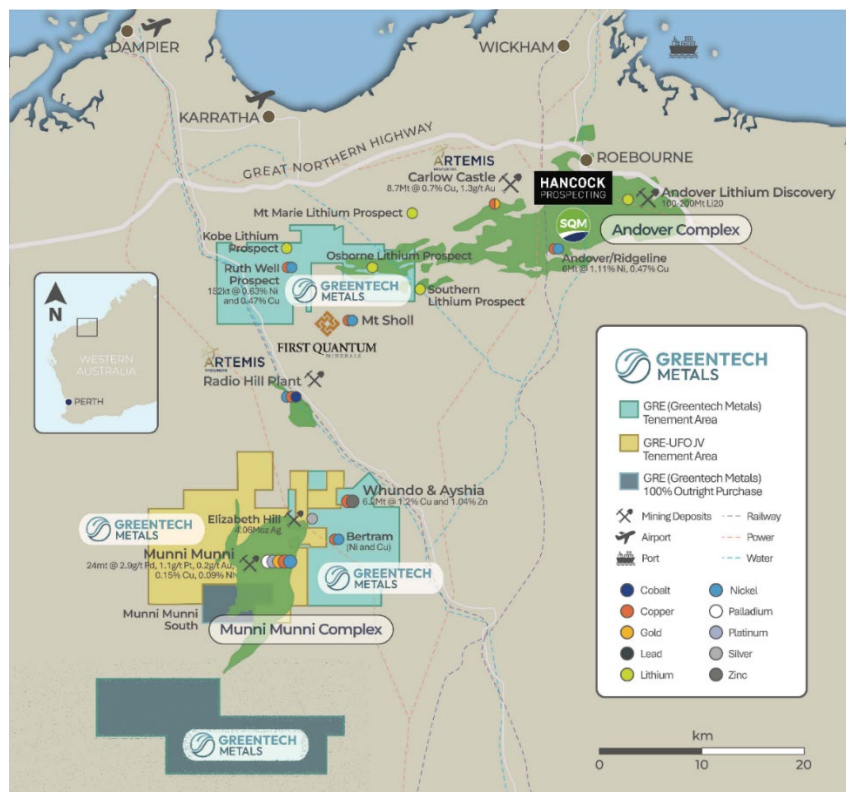 DAMPIER
WICKHAM
KARRATHA
GREAT NORTHERN HIGHWAY
ROEBOURNE
ARTEMIS
RESOURCES
Carlow Castle
8.7Mt @ 0.7% Cu, 1.3g/t Au
HANCOCK
PROSPECTING
Andover Lithium Discovery
100-200Mt Li20
SQM
Andover Complex
Mt Marie Lithium Prospect
Kobe Lithium
Prospect
Osborne Lithium Prospect
Andover/Ridgeline
6Mt @ 1.11% Ni, 0.47% Cu
Ruth Well
Prospect
152kt @ 0.63% Ni
and 0.47% Cu
GREENTECH
METALS
Southern
Lithium Prospect
N
WESTERN
AUSTRALIA
PERTH
Mt Sholl
FIRST QUANTUM
MINERALS
ARTEMIS
RESOURCES
Radio Hill Plant
Whundo & Ayshia
6.2Mt @ 1.2% Cu and 1.04% Zn
Elizabeth Hill
4.06Moz Ag
GREENTECH
METALS
Bertram
(Ni and Cu)
Munni Munni
24mt @ 2.9g/t Pd, 1.1g/t Pt, 0.2g/t Au,
0.15% Cu, 0.09% Ni
GREENTECH
METALS
Munni Munni
South
Munni Munni Complex
GREENTECH
METALS
GREENTECH
METALS
GRE (Greentech Metals)
Tenement Area
GRE-UFO JV
Tenement Area
GRE (Greentech Metals)
100% Outright Purchase
Mining Deposits
Railway
Airport
Power
Port
Water
Cobalt
Nickel
Copper
Palladium
Gold
Platinum
Lead
Silver
Lithium
Zinc
km
0 10 20